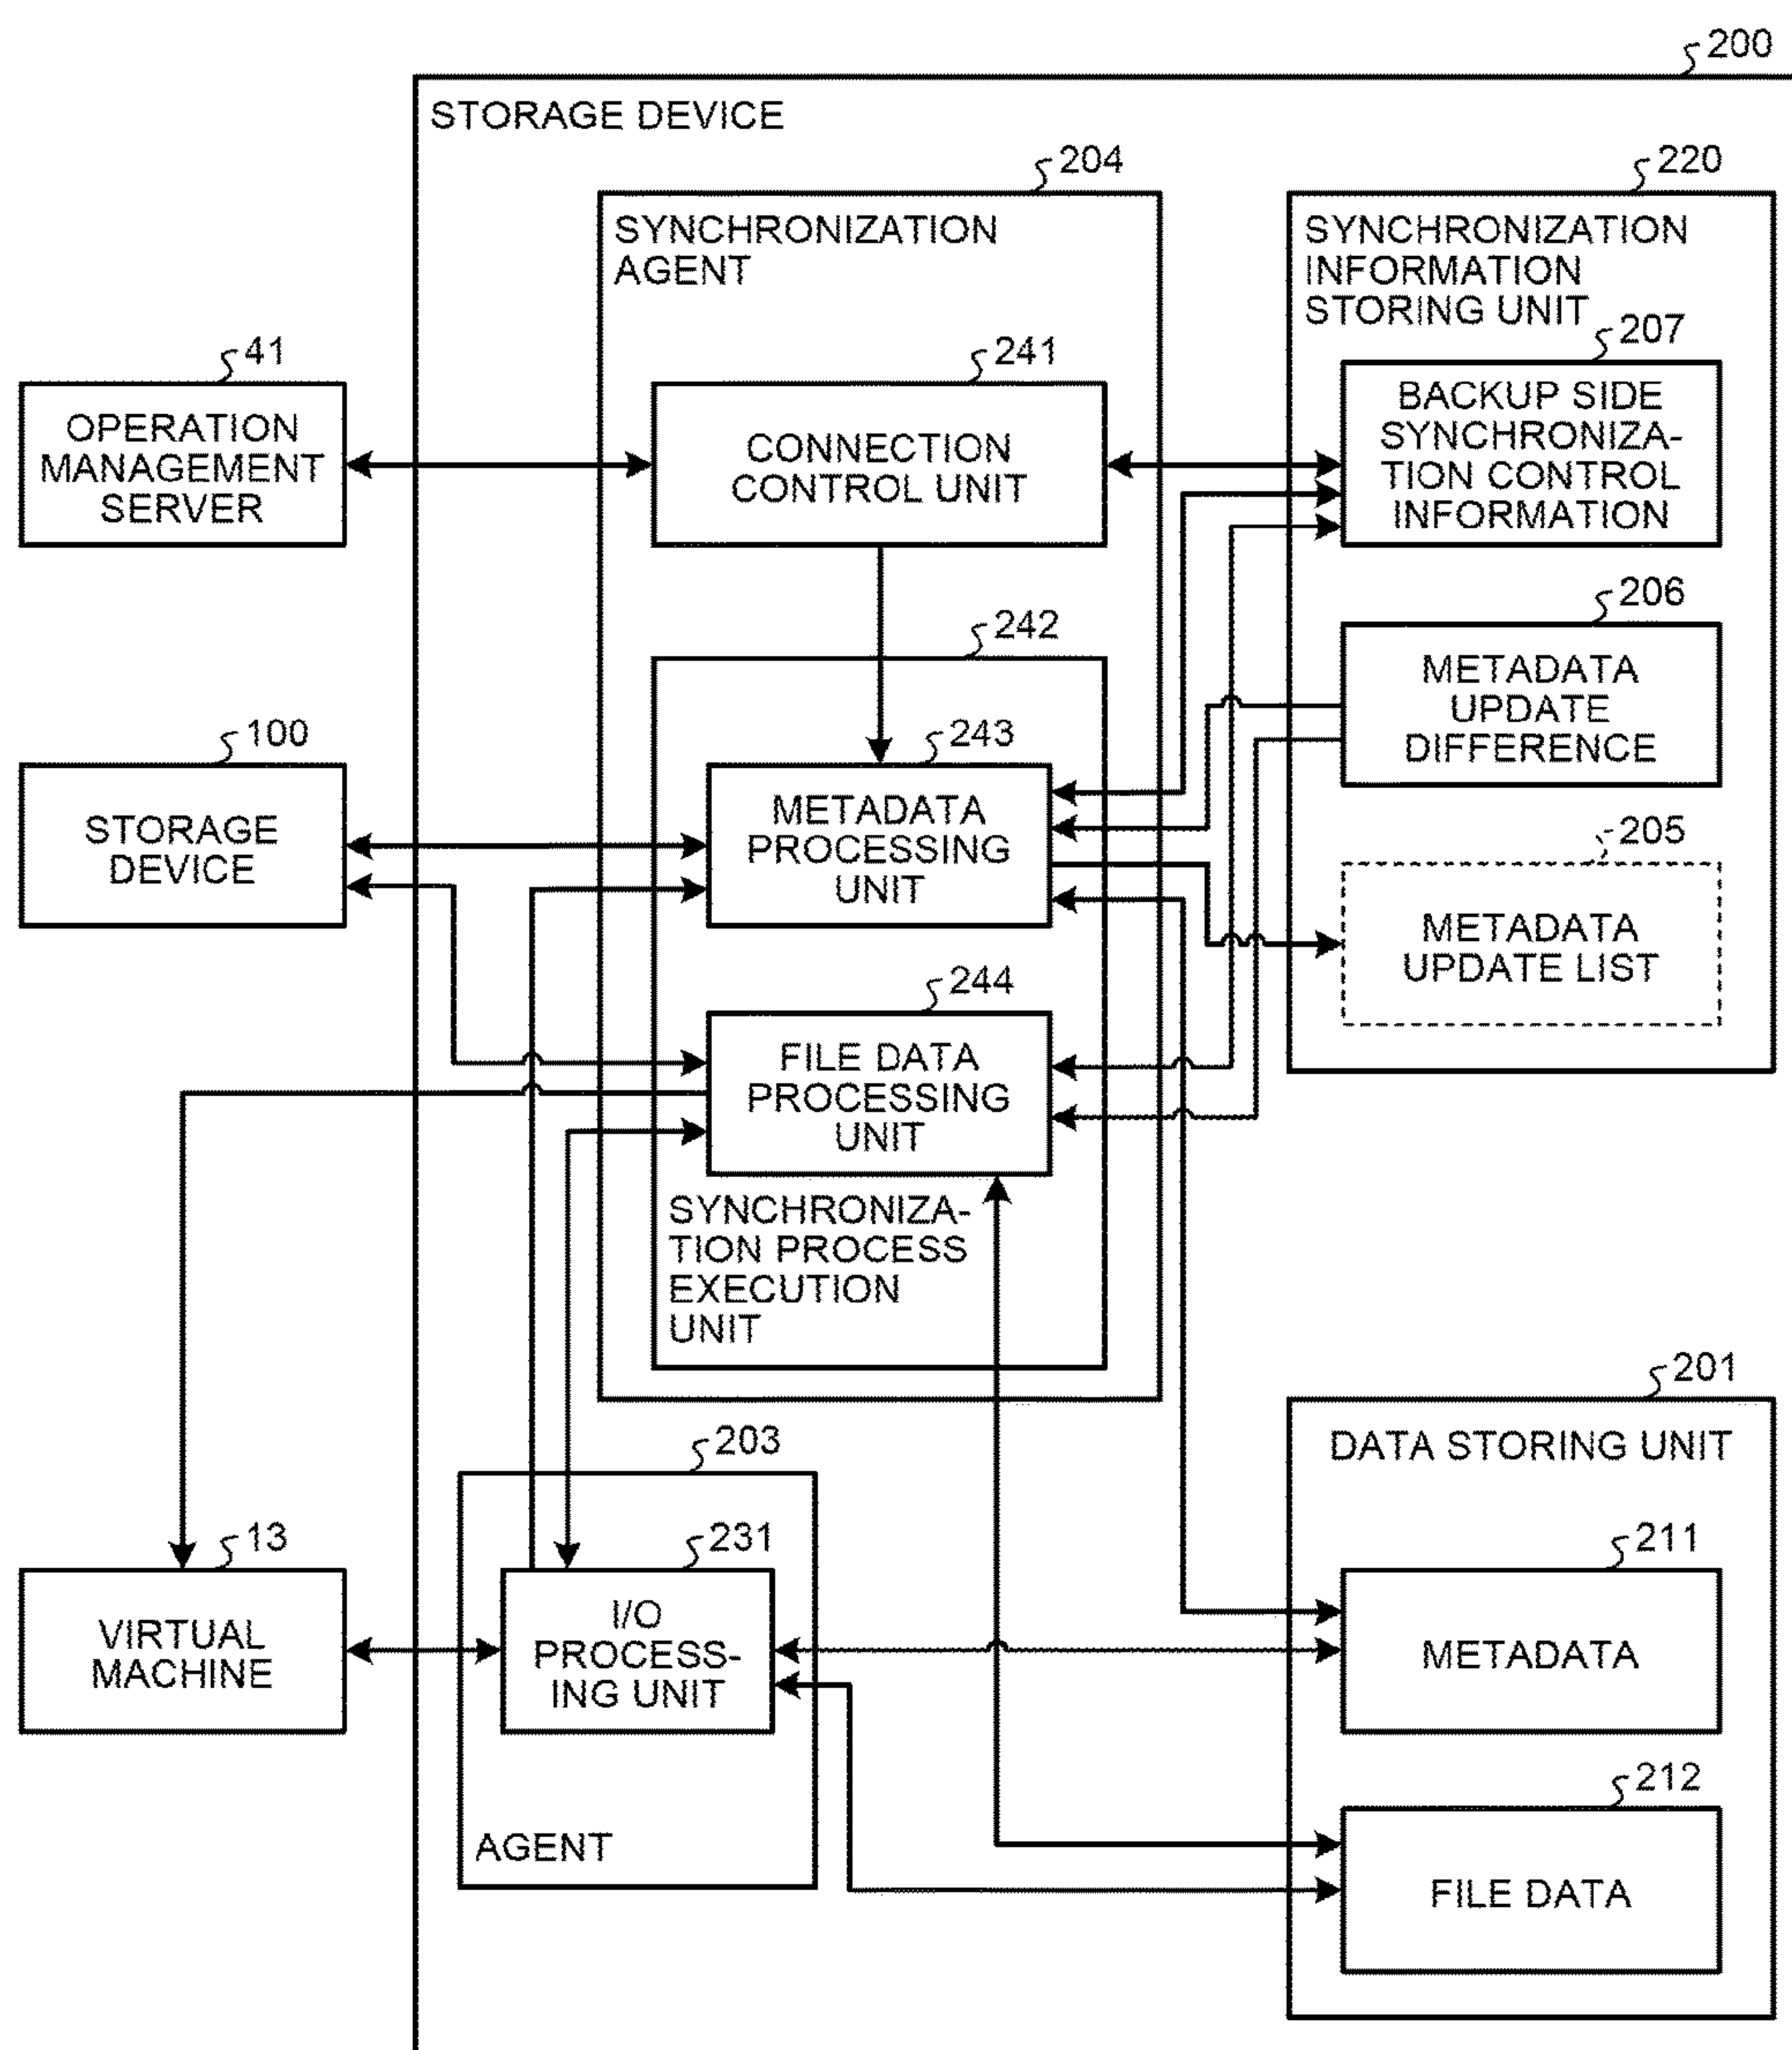 200
STORAGE DEVICE
204
220
SYNCHRONIZATION
AGENT
SYNCHRONIZATION
INFORMATION
STORING UNIT
41
241
207
OPERATION
MANAGEMENT
SERVER
CONNECTION
CONTROL UNIT
BACKUP SIDE
SYNCHRONIZA-
TION CONTROL
INFORMATION
242
206
METADATA
UPDATE
DIFFERENCE
100
243
STORAGE
DEVICE
METADATA
PROCESSING
UNIT
205
METADATA
UPDATE LIST
244
FILE DATA
PROCESSING
UNIT
SYNCHRONIZA-
TION PROCESS
EXECUTION
UNIT
201
DATA STORING UNIT
203
13
231
211
VIRTUAL
MACHINE
I/O
PROCESS-
ING UNIT
METADATA
212
AGENT
FILE DATA